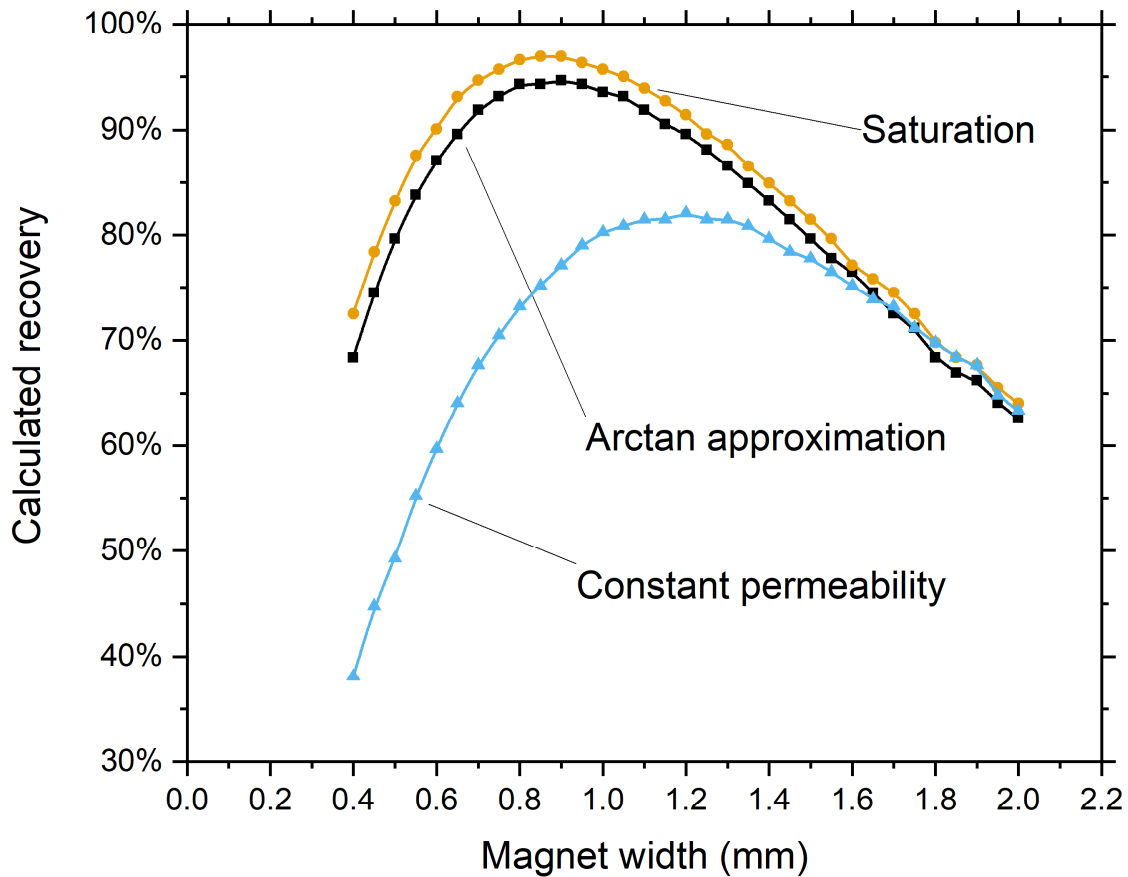 100%
90%
80%
70%
60%
50%
40%
30%
Calculated recovery
Saturation
Arctan approximation
Constant permeability
0.0 0.2 0.4 0.6 0.8 1.0 1.2 1.4 1.6 1.8 2.0 2.2
Magnet width (mm)